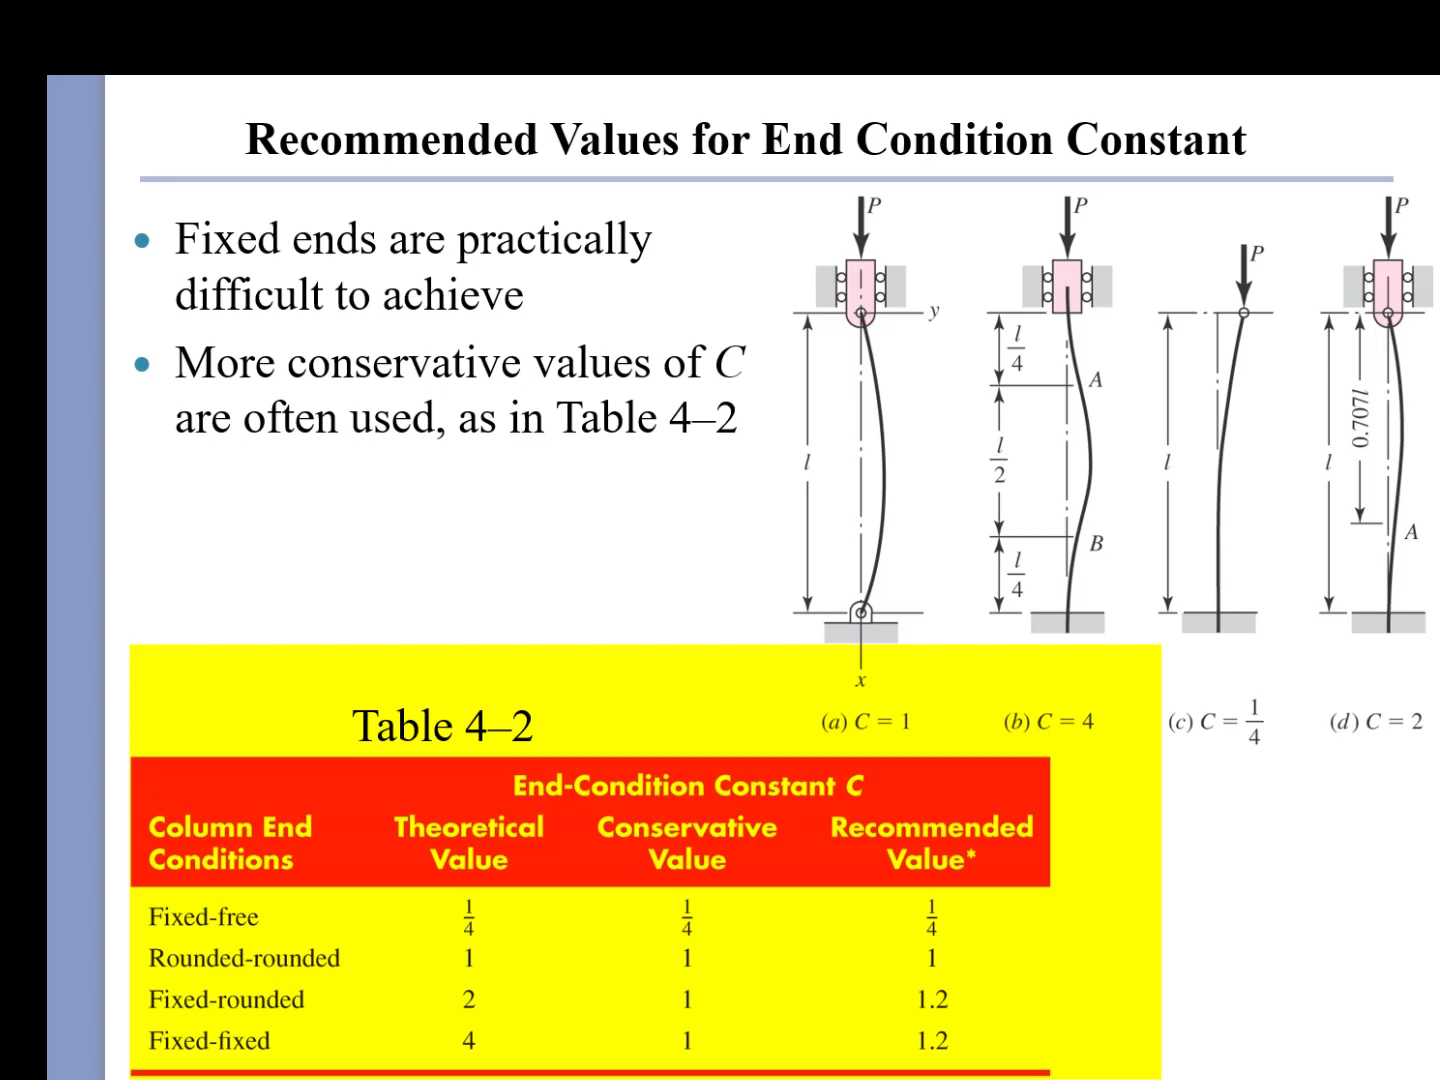 Recommended Values for End Condition Constant
• Fixed ends are practically
difficult to achieve
• More conservative values of C
are often used, as in Table 4–2
P
y
l
x
(a) C = 1
P
l/4
A
l/2
B
l/4
(b) C = 4
P
l
(c) C = 1/4
P
l
0.707l
A
(d) C = 2
Table 4–2
End-Condition Constant C
Column End Conditions
Theoretical Value
Conservative Value
Recommended Value*
Fixed-free 1/4 1/4 1/4
Rounded-rounded 1 1 1
Fixed-rounded 2 1 1.2
Fixed-fixed 4 1 1.2